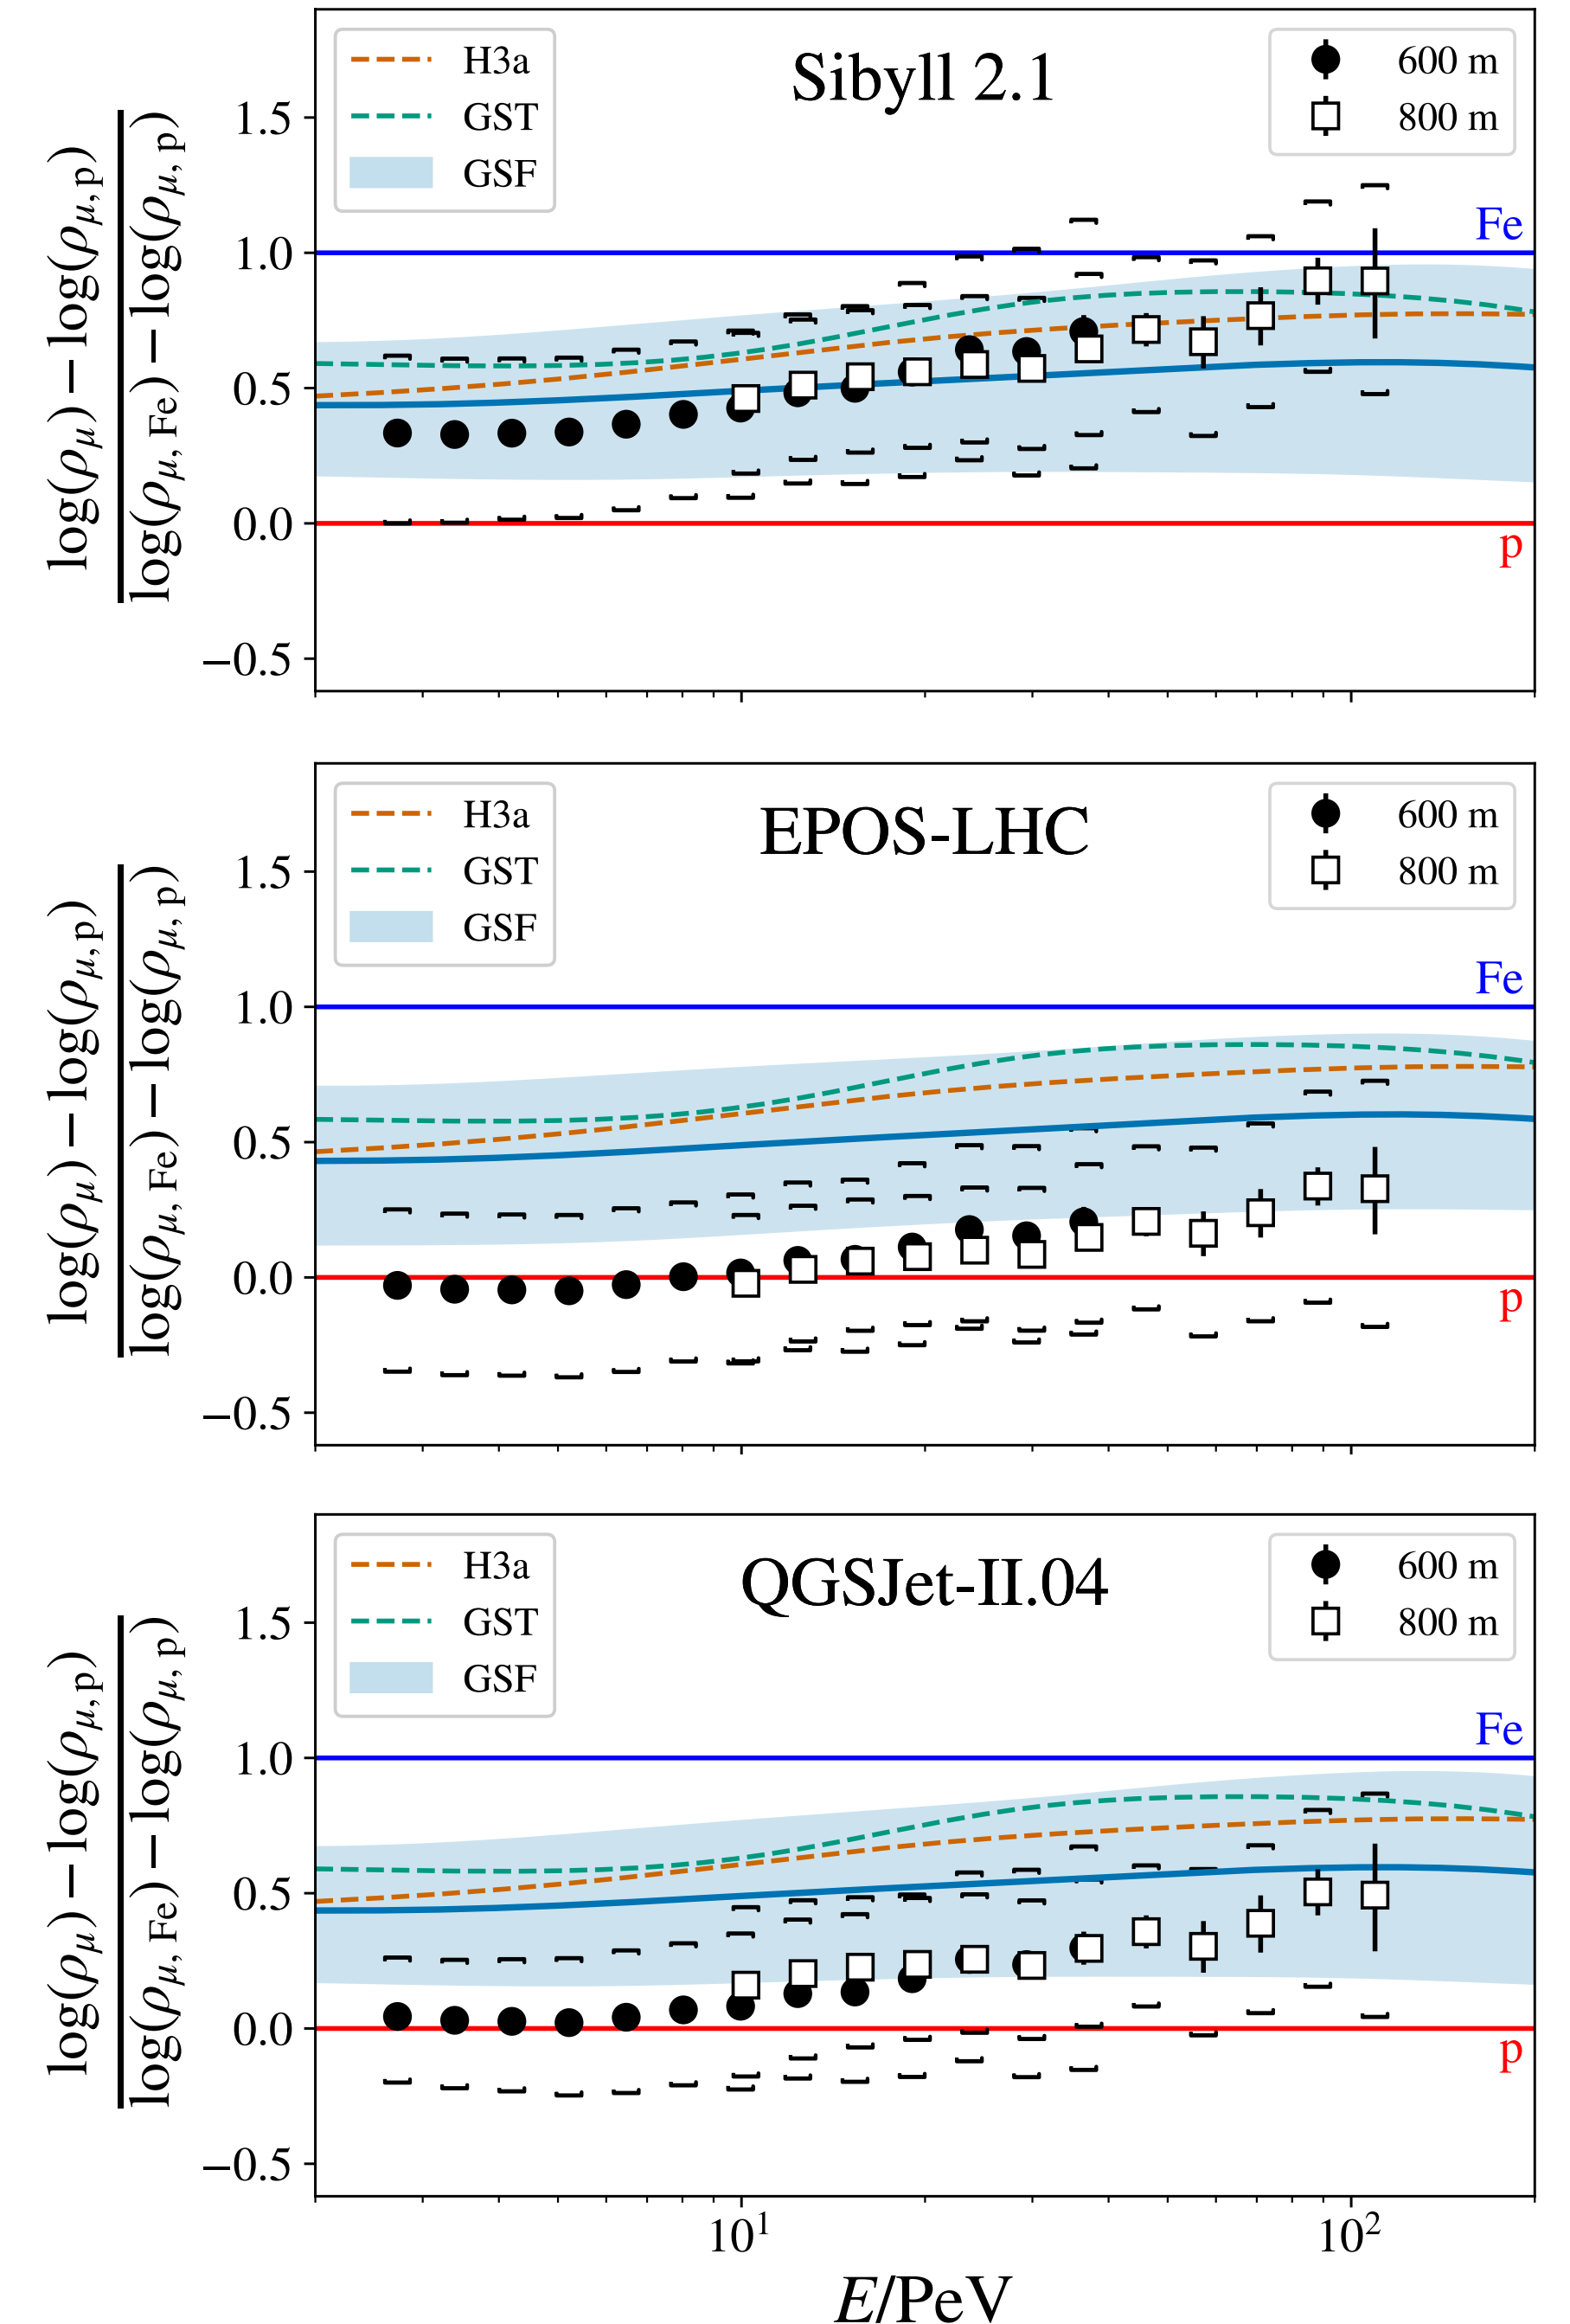 Sibyll 2.1
H3a
GST
GSF
600 m
800 m
Fe
p
1.5
1.0
0.5
0.0
−0.5
log(ρμ) − log(ρμ, p)
log(ρμ, Fe) − log(ρμ, p)
EPOS-LHC
H3a
GST
GSF
600 m
800 m
Fe
p
1.5
1.0
0.5
0.0
−0.5
log(ρμ) − log(ρμ, p)
log(ρμ, Fe) − log(ρμ, p)
QGSJet-II.04
H3a
GST
GSF
600 m
800 m
Fe
p
1.5
1.0
0.5
0.0
−0.5
log(ρμ) − log(ρμ, p)
log(ρμ, Fe) − log(ρμ, p)
10¹ 10²
E/PeV